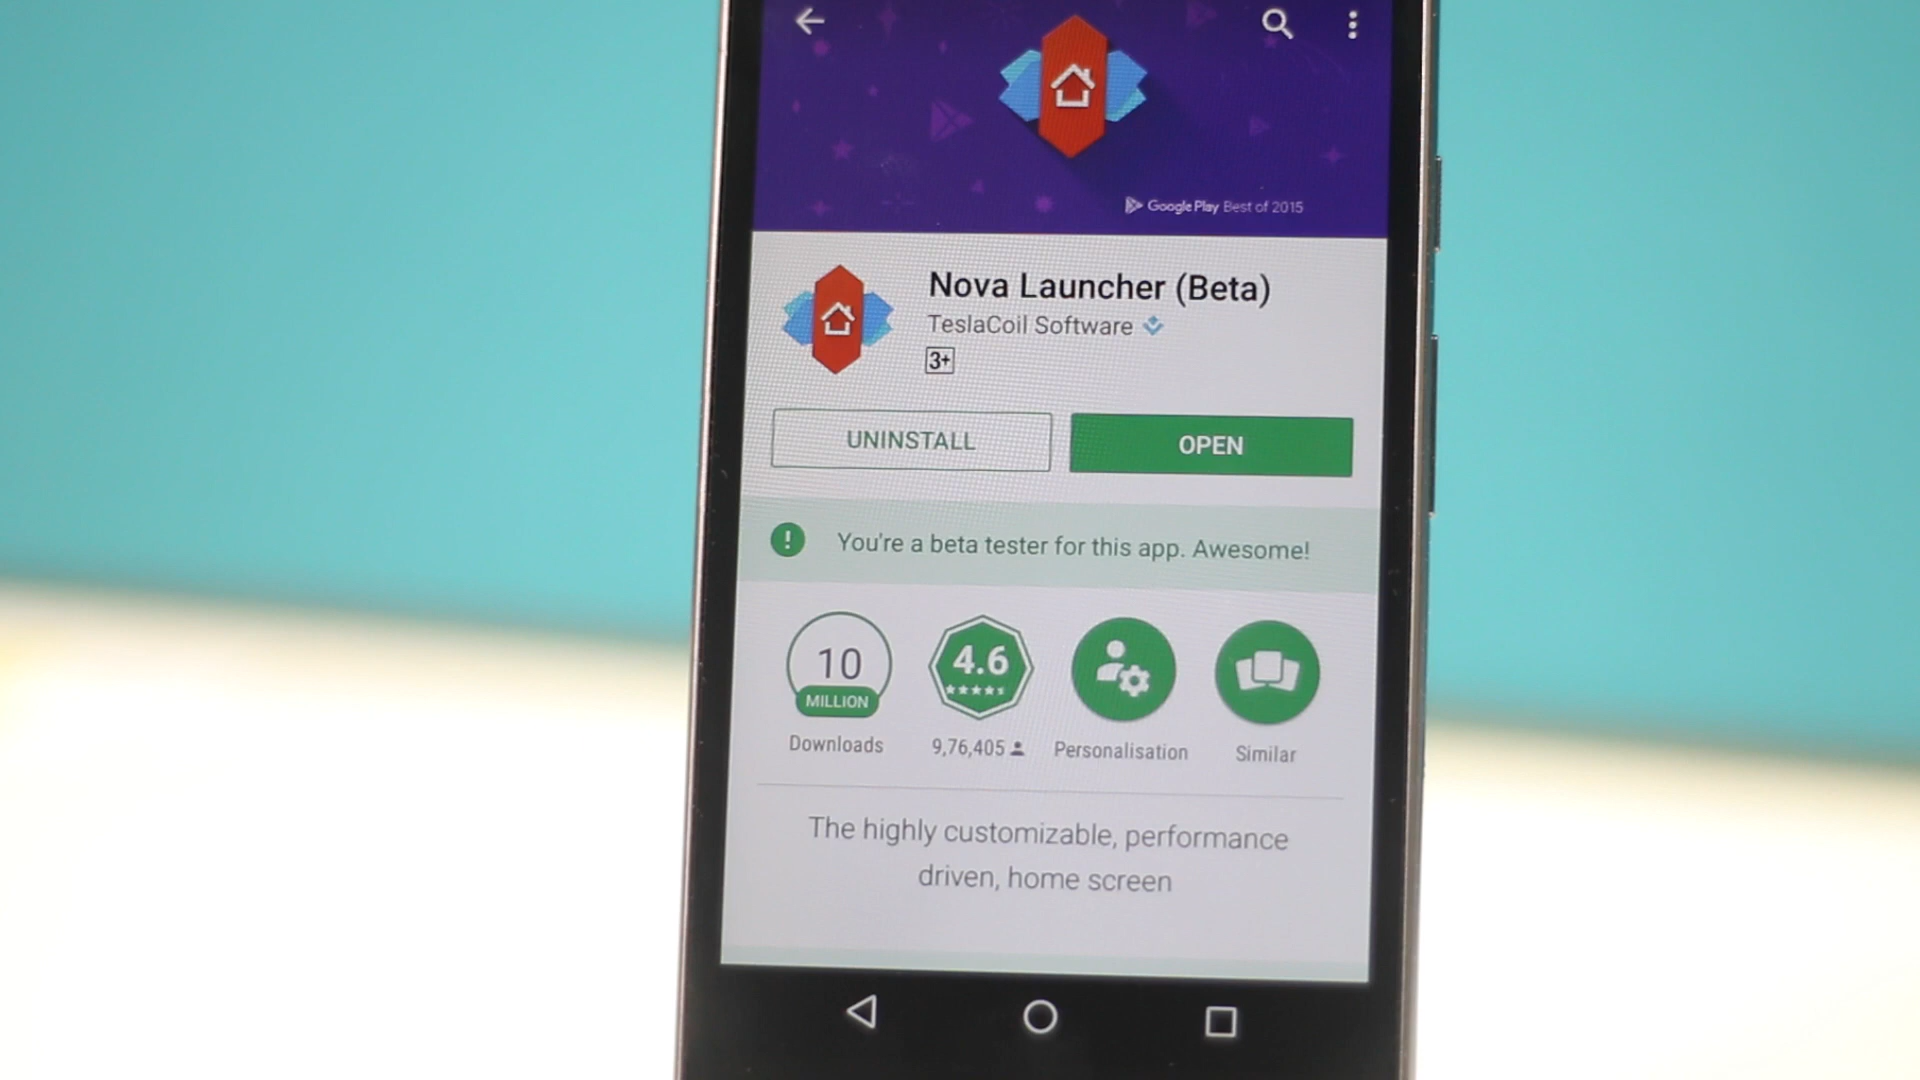 Google Play Best of 2015
Nova Launcher (Beta)
TeslaCoil Software
3+
UNINSTALL
OPEN
! You're a beta tester for this app. Awesome!
10
MILLION
4.6
Downloads
9,76,405
Personalisation
Similar
The highly customizable, performance
driven, home screen